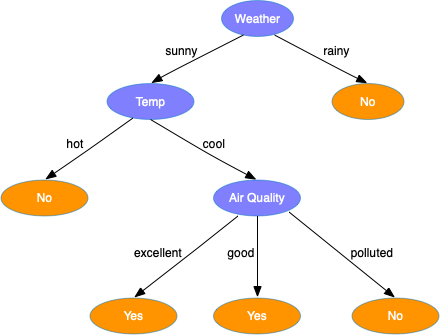 Weather
sunny
rainy
Temp
No
hot
cool
No
Air Quality
excellent
good
polluted
Yes
Yes
No